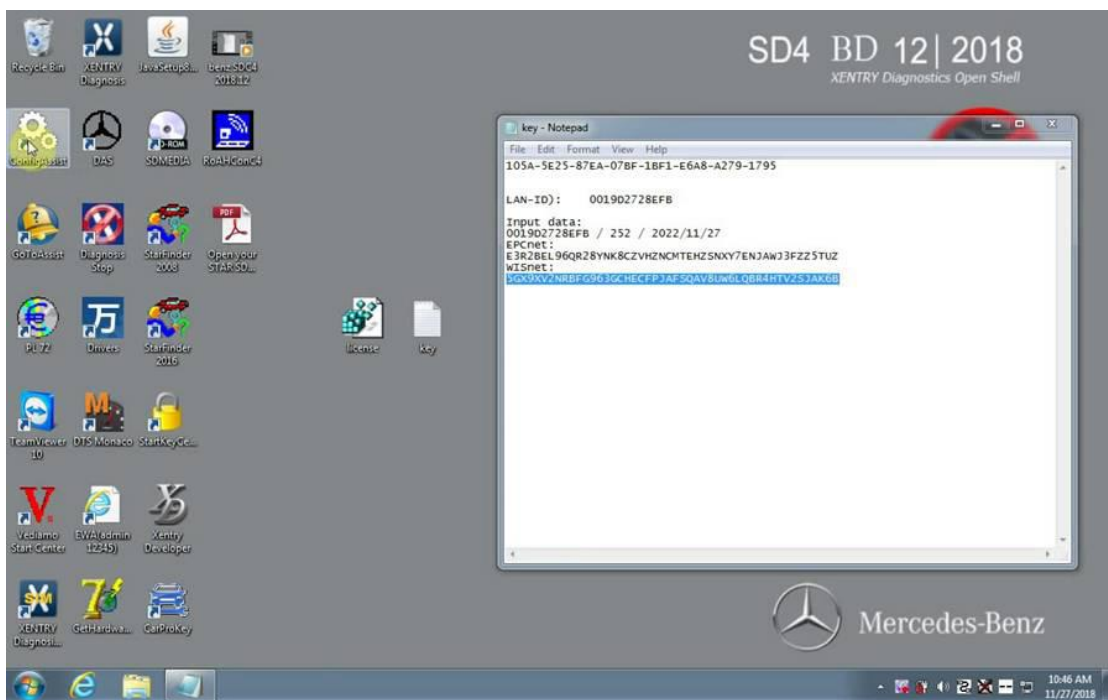 SD4 BD 12 | 2018
XENTRY Diagnostics Open Shell
Recycle Bin
XENTRY Diagnosis
JavaSetup8...
benz SDC4 2018.12
ConfigAssist
DAS
SDMEDIA
RoAHConC4
GoToAssist
Diagnosis Stop
StarFinder 2008
Open your STAR SD...
PL 72
Drivers
StarFinder 2016
license
key
TeamViewer 10
DTS Monaco
StartKeyGe...
Vediamo Start Center
EWA(admin 12345)
Xentry Developer
XENTRY Diagnosi...
GetHardwa...
CarProKey
key - Notepad
File Edit Format View Help
105A-5E25-87EA-07BF-1BF1-E6A8-A279-1795
LAN-ID): 0019D2728EFB
Input data:
0019D2728EFB / 252 / 2022/11/27
EPCnet:
E3R2BEL96QR28YNK8CZVHZNCMTEHZSNXY7ENJAWJ3FZZ5TUZ
WISnet:
5GX9XV2NRBFG963GCHECFPJAFSQAV8UW6LQBR4HTV2SJAK6B
Mercedes-Benz
10:46 AM
11/27/2018